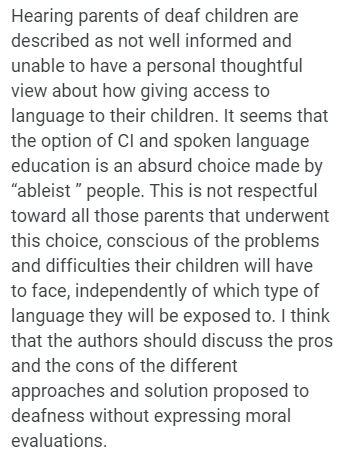 Hearing parents of deaf children are
described as not well informed and
unable to have a personal thoughtful
view about how giving access to
language to their children. It seems that
the option of CI and spoken language
education is an absurd choice made by
“ableist ” people. This is not respectful
toward all those parents that underwent
this choice, conscious of the problems
and difficulties their children will have
to face, independently of which type of
language they will be exposed to. I think
that the authors should discuss the pros
and the cons of the different
approaches and solution proposed to
deafness without expressing moral
evaluations.